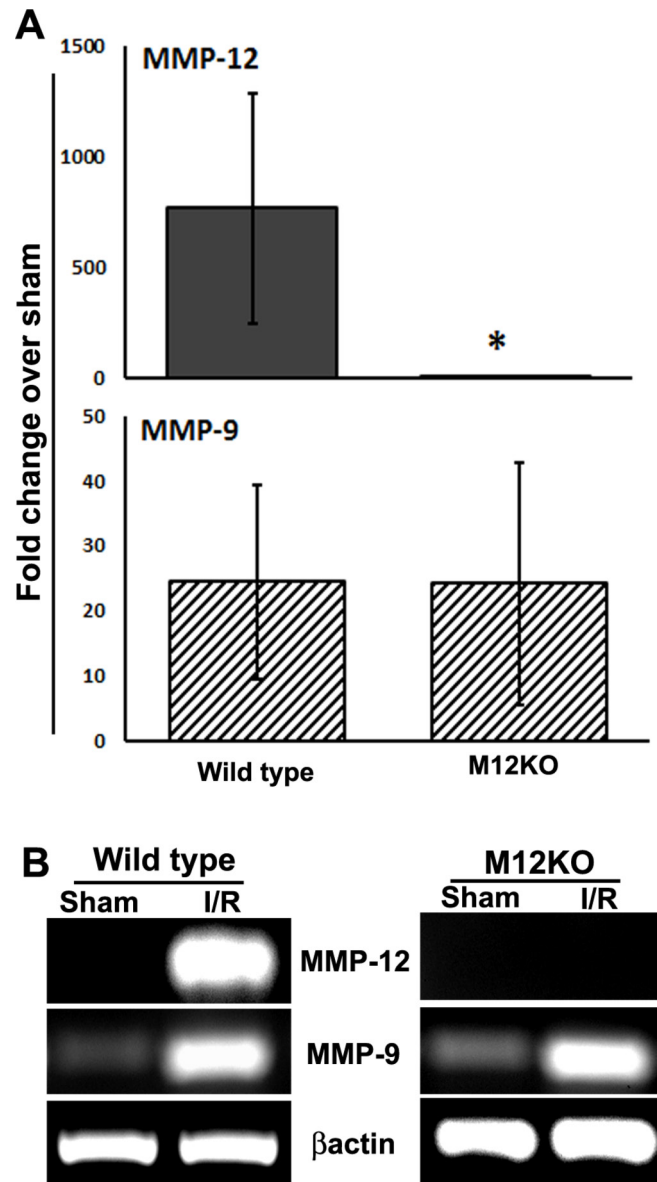 A
Fold change over sham
MMP-12
1500
1000
500
0
*
MMP-9
50
40
30
20
10
0
Wild type M12KO
B
Wild type M12KO
Sham I/R Sham I/R
MMP-12
MMP-9
βactin